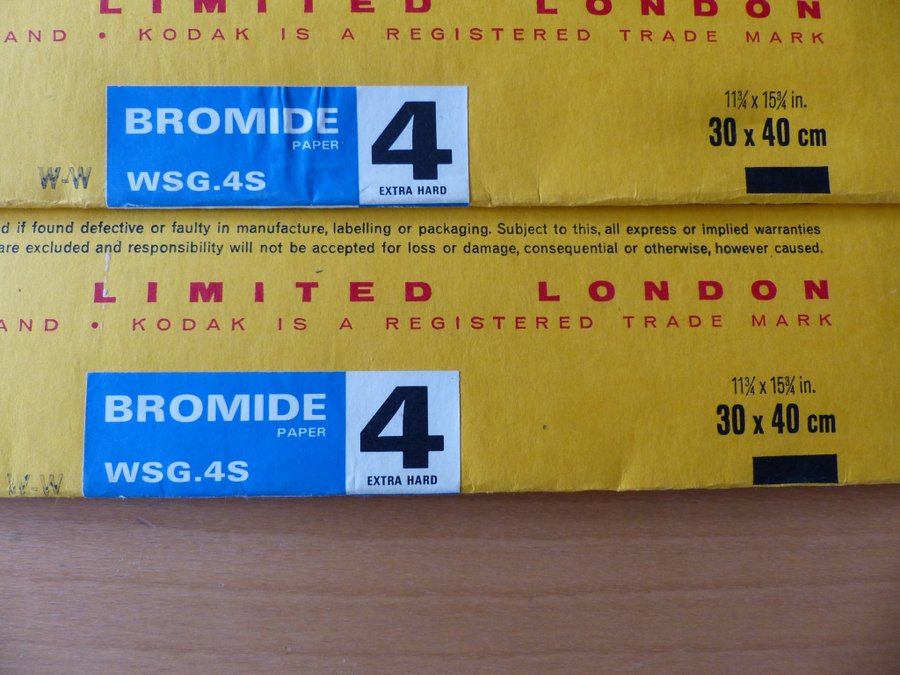 LIMITED LONDON
AND • KODAK IS A REGISTERED TRADE MARK
BROMIDE
PAPER
WSG.4S
4
EXTRA HARD
W-W
11¾ x 15¾ in.
30 x 40 cm
d if found defective or faulty in manufacture, labelling or packaging. Subject to this, all express or implied warranties
are excluded and responsibility will not be accepted for loss or damage, consequential or otherwise, however caused.
LIMITED LONDON
AND • KODAK IS A REGISTERED TRADE MARK
BROMIDE
PAPER
WSG.4S
4
EXTRA HARD
W-W
11¾ x 15¾ in.
30 x 40 cm